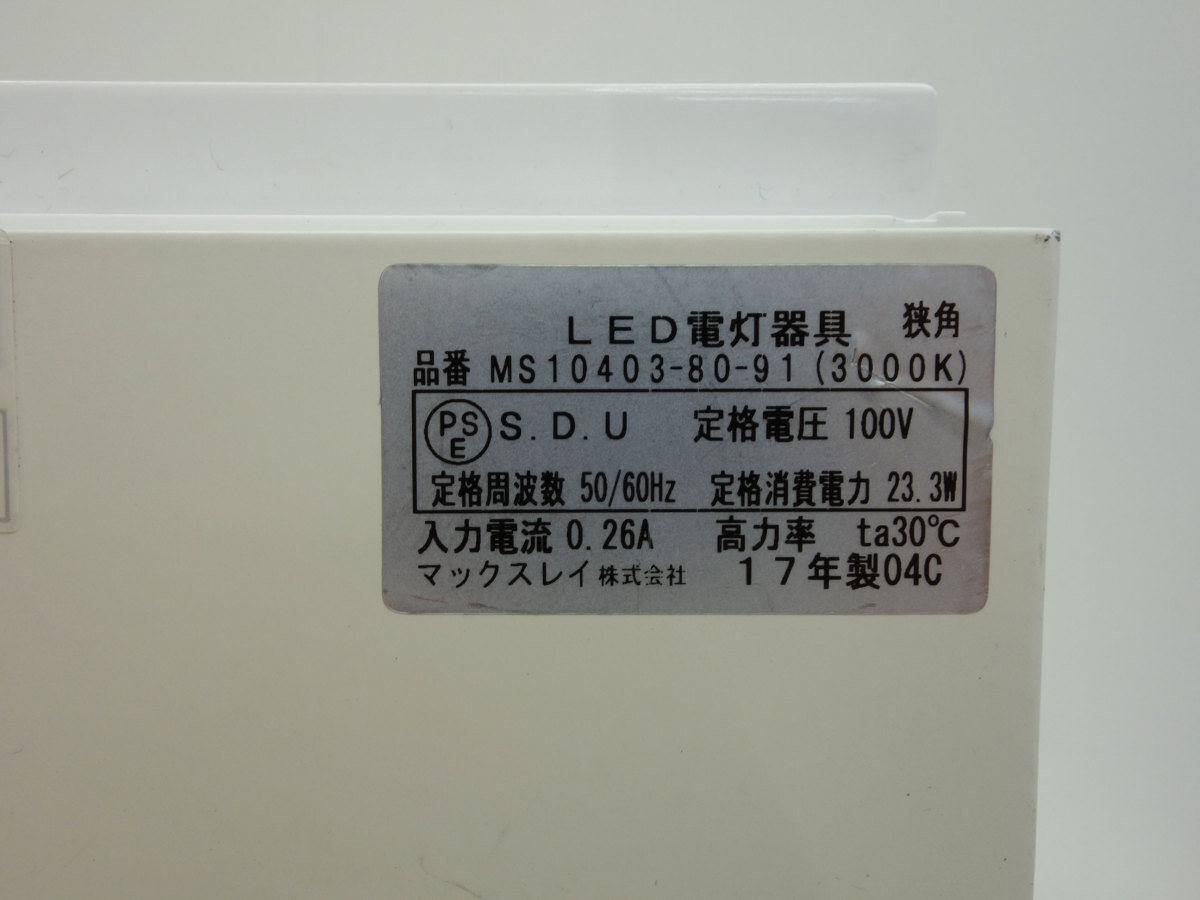 LED電灯器具 狭角
品番 MS10403-80-91(3000K)
PSE S.D.U 定格電圧 100V
定格周波数 50/60Hz 定格消費電力 23.3W
入力電流 0.26A 高力率 ta30℃
マックスレイ株式会社 17年製04C